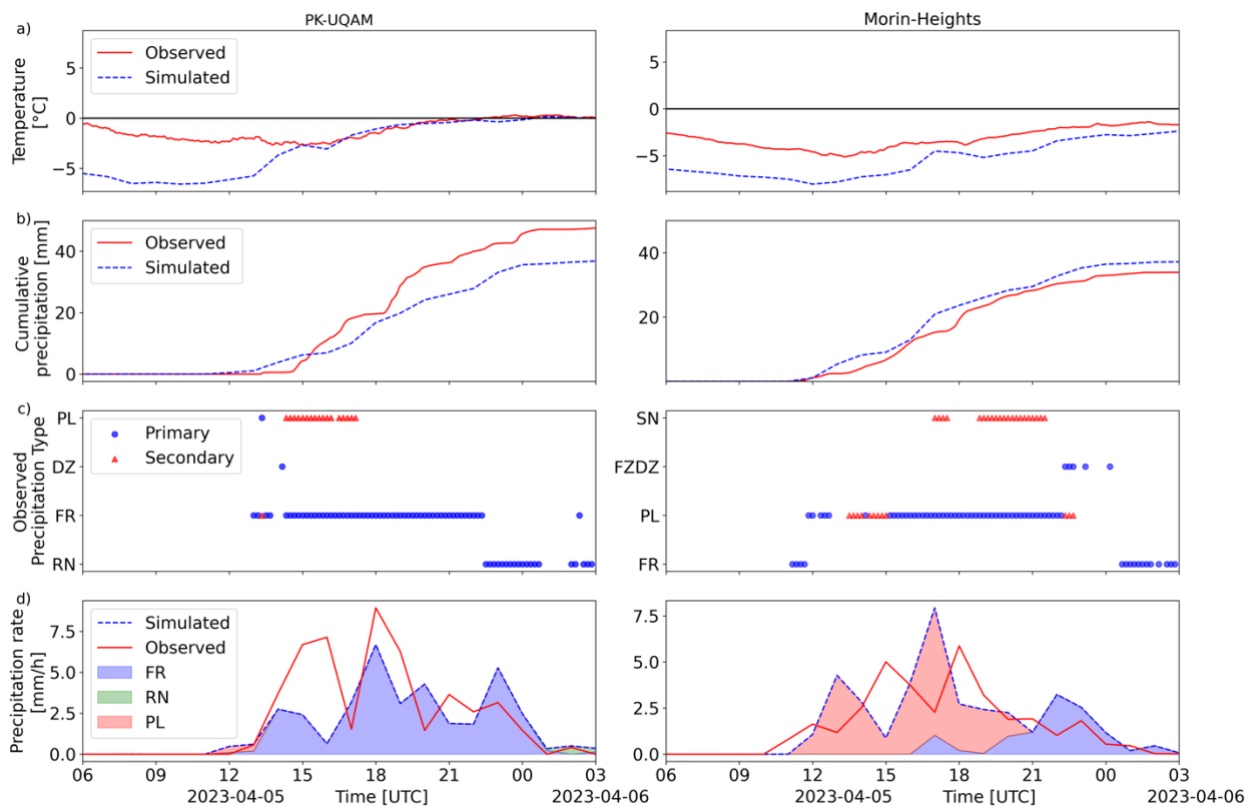 PK-UQAM
Morin-Heights
a)
Observed
Simulated
Temperature
[°C]
5
0
−5
5
0
−5
b)
Observed
Simulated
Cumulative
precipitation [mm]
40
20
0
40
20
c)
Primary
Secondary
Observed
Precipitation Type
PL
DZ
FR
RN
SN
FZDZ
PL
FR
d)
Simulated
Observed
FR
RN
PL
Precipitation rate
[mm/h]
7.5
5.0
2.5
0.0
7.5
5.0
2.5
0.0
06 09 12 15 18 21 00 03
2023-04-05 Time [UTC] 2023-04-06
06 09 12 15 18 21 00 03
2023-04-05 Time [UTC] 2023-04-06